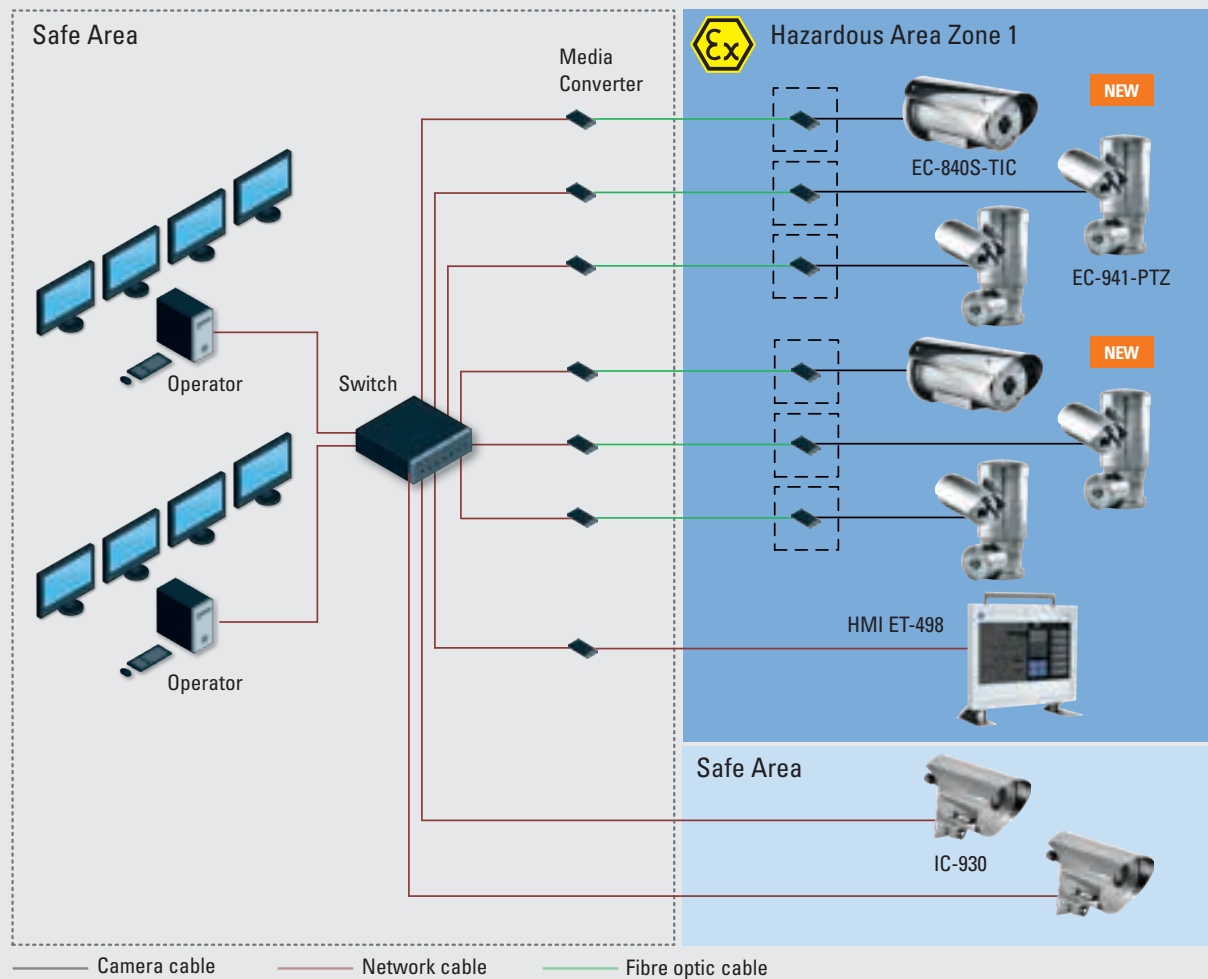 Safe Area
Media
Converter
Ex
Hazardous Area Zone 1
NEW
EC-840S-TIC
EC-941-PTZ
NEW
Operator
Switch
Operator
HMI ET-498
Safe Area
IC-930
Camera cable
Network cable
Fibre optic cable